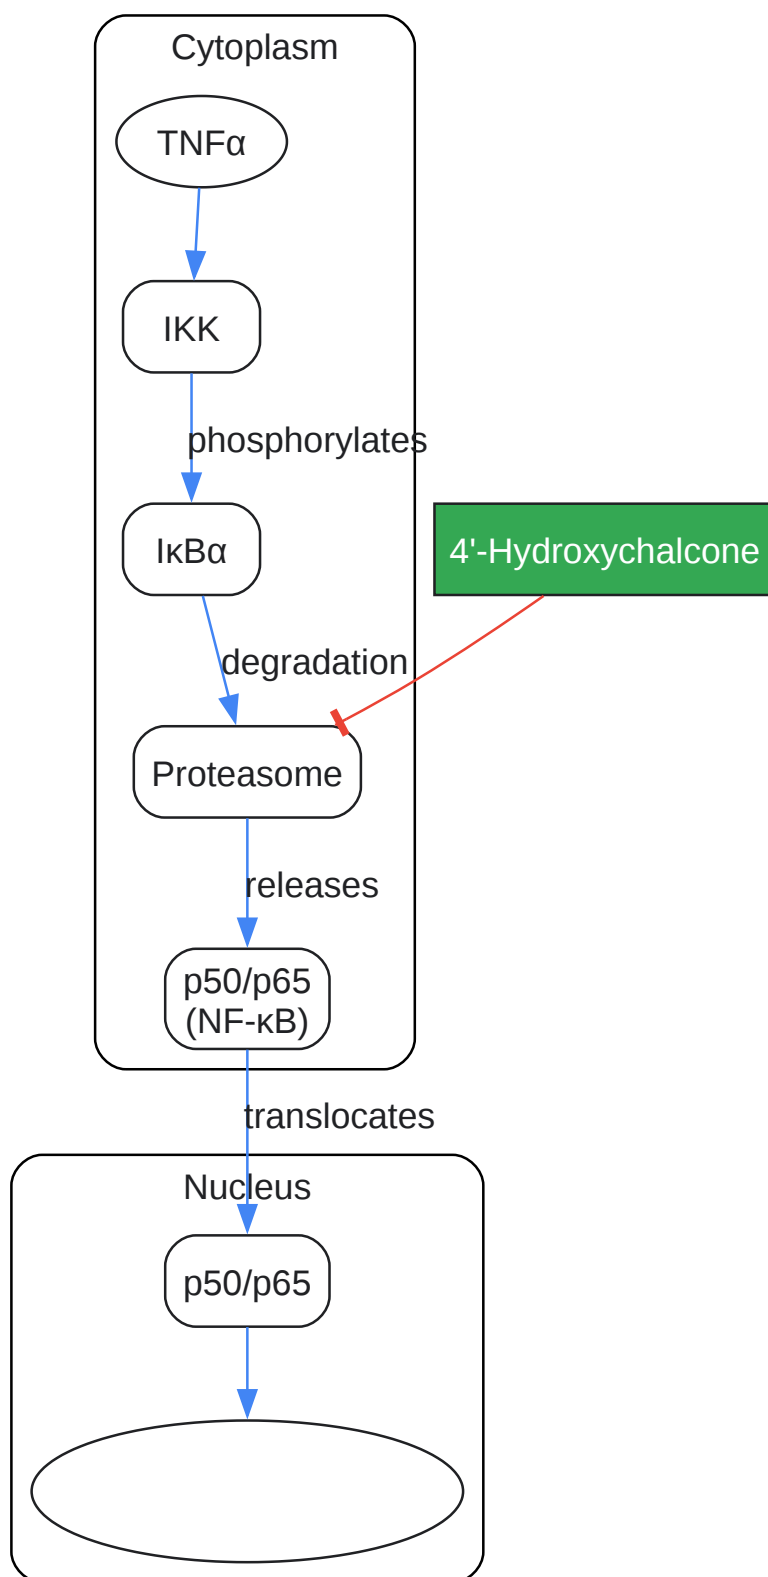 Cytoplasm
TNFα
IKK
phosphorylates
IκBα
4'-Hydroxychalcone
degradation
Proteasome
releases
p50/p65
(NF-κB)
translocates
Nucleus
p50/p65